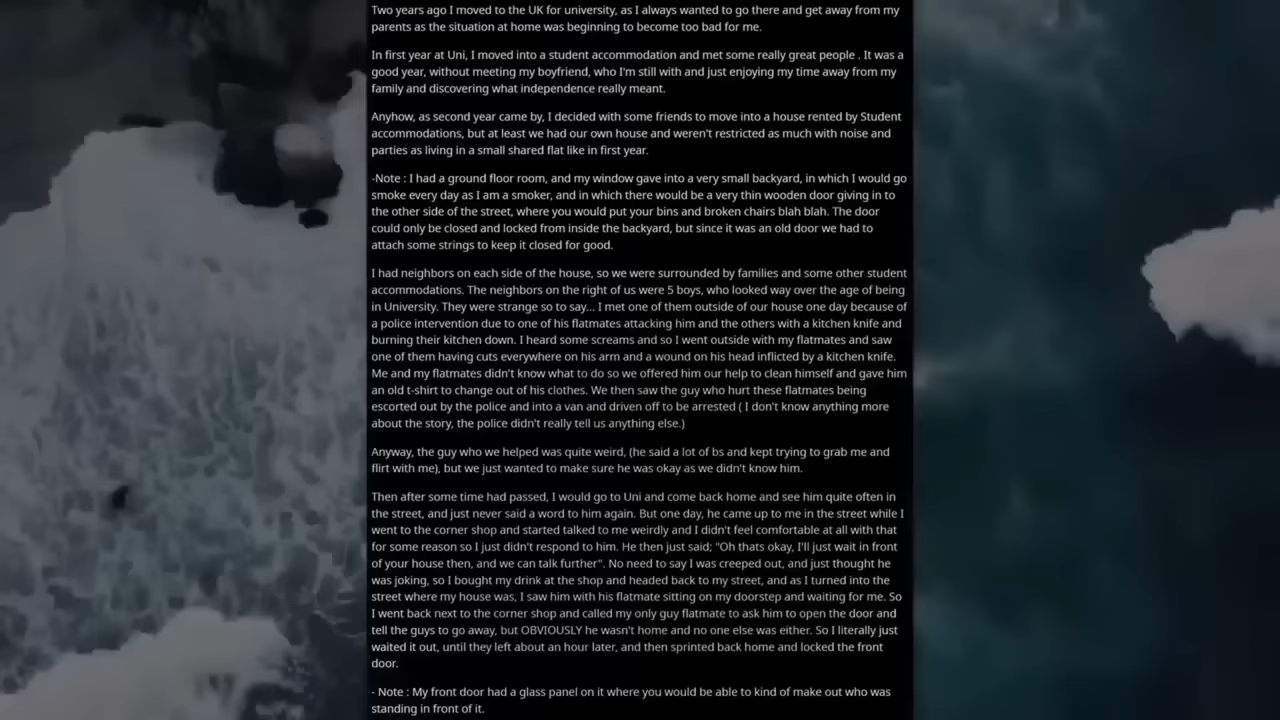 Two years ago I moved to the UK for university, as I always wanted to go there and get away from my
parents as the situation at home was beginning to become too bad for me.
In first year at Uni, I moved into a student accommodation and met some really great people . It was a
good year, without meeting my boyfriend, who I'm still with and just enjoying my time away from my
family and discovering what independence really meant.
Anyhow, as second year came by, I decided with some friends to move into a house rented by Student
accommodations, but at least we had our own house and weren't restricted as much with noise and
parties as living in a small shared flat like in first year.
-Note : I had a ground floor room, and my window gave into a very small backyard, in which I would go
smoke every day as I am a smoker, and in which there would be a very thin wooden door giving in to
the other side of the street, where you would put your bins and broken chairs blah blah. The door
could only be closed and locked from inside the backyard, but since it was an old door we had to
attach some strings to keep it closed for good.
I had neighbors on each side of the house, so we were surrounded by families and some other student
accommodations. The neighbors on the right of us were 5 boys, who looked way over the age of being
in University. They were strange so to say... I met one of them outside of our house one day because of
a police intervention due to one of his flatmates attacking him and the others with a kitchen knife and
burning their kitchen down. I heard some screams and so I went outside with my flatmates and saw
one of them having cuts everywhere on his arm and a wound on his head inflicted by a kitchen knife.
Me and my flatmates didn't know what to do so we offered him our help to clean himself and gave him
an old t-shirt to change out of his clothes. We then saw the guy who hurt these flatmates being
escorted out by the police and into a van and driven off to be arrested ( I don't know anything more
about the story, the police didn't really tell us anything else.)
Anyway, the guy who we helped was quite weird, (he said a lot of bs and kept trying to grab me and
flirt with me), but we just wanted to make sure he was okay as we didn't know him.
Then after some time had passed, I would go to Uni and come back home and see him quite often in
the street, and just never said a word to him again. But one day, he came up to me in the street while I
went to the corner shop and started talked to me weirdly and I didn't feel comfortable at all with that
for some reason so I just didn't respond to him. He then just said; "Oh thats okay, I'll just wait in front
of your house then, and we can talk further". No need to say I was creeped out, and just thought he
was joking, so I bought my drink at the shop and headed back to my street, and as I turned into the
street where my house was, I saw him with his flatmate sitting on my doorstep and waiting for me. So
I went back next to the corner shop and called my only guy flatmate to ask him to open the door and
tell the guys to go away, but OBVIOUSLY he wasn't home and no one else was either. So I literally just
waited it out, until they left about an hour later, and then sprinted back home and locked the front
door.
- Note : My front door had a glass panel on it where you would be able to kind of make out who was
standing in front of it.